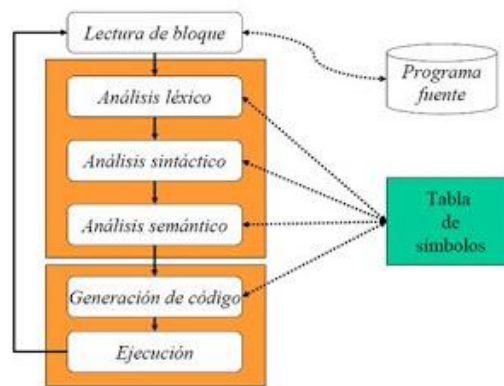 Lectura de bloque
Programa
fuente
Análisis léxico
Análisis sintáctico
Análisis semántico
Tabla
de
símbolos
Generación de código
Ejecución